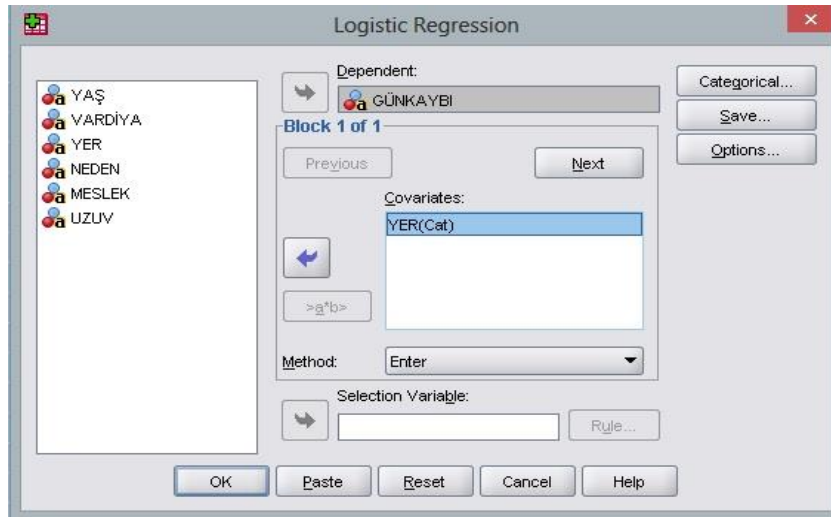 Logistic Regression
YAŞ
VARDİYA
YER
NEDEN
MESLEK
UZUV
Dependent:
GÜNKAYBI
Block 1 of 1
Previous
Next
Covariates:
YER(Cat)
>a*b>
Method:
Enter
Selection Variable:
Rule...
Categorical...
Save...
Options...
OK
Paste
Reset
Cancel
Help